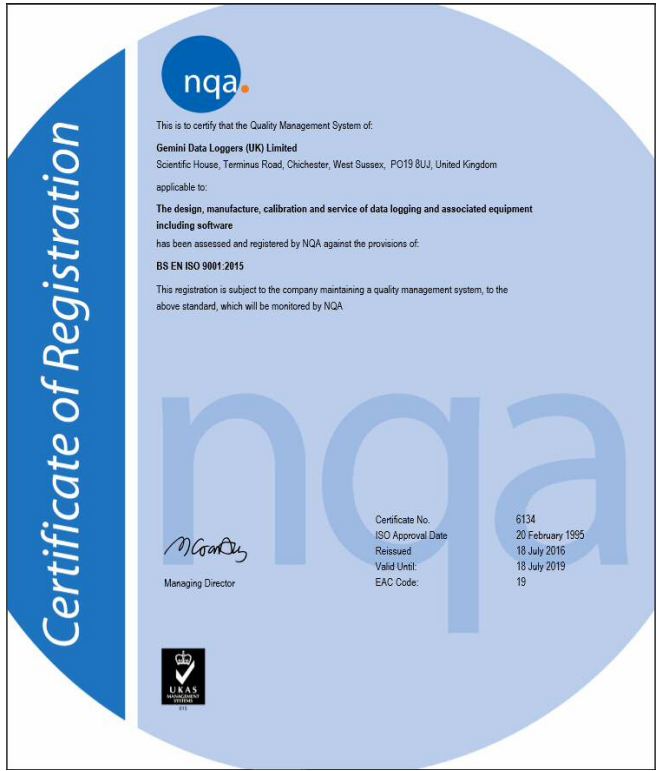 Certificate of Registration
nqa.
This is to certify that the Quality Management System of:
Gemini Data Loggers (UK) Limited
Scientific House, Terminus Road, Chichester, West Sussex, PO19 8UJ, United Kingdom
applicable to:
The design, manufacture, calibration and service of data logging and associated equipment
including software
has been assessed and registered by NQA against the provisions of:
BS EN ISO 9001:2015
This registration is subject to the company maintaining a quality management system, to the
above standard, which will be monitored by NQA
nqa
Certificate No. 6134
ISO Approval Date 20 February 1995
Reissued 18 July 2016
Valid Until: 18 July 2019
EAC Code: 19
Managing Director
UKAS
MANAGEMENT
SYSTEMS